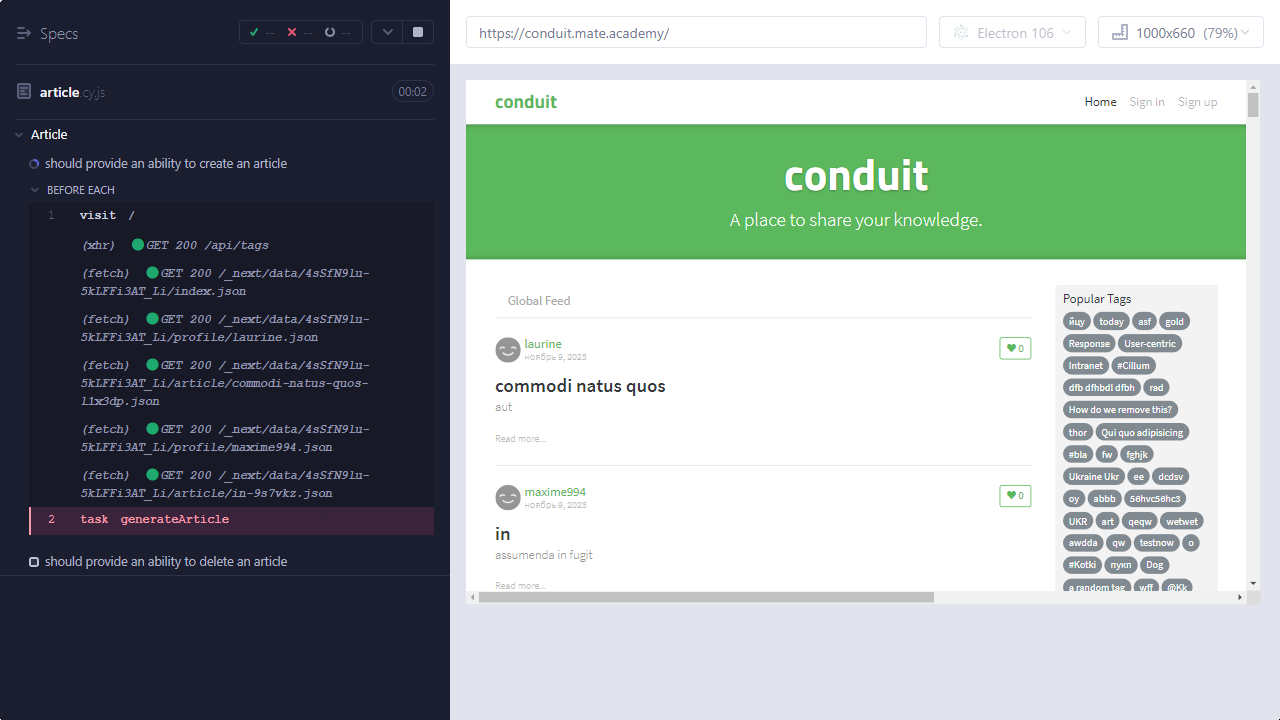 Specs
--
--
--
article.cy.js
00:02
Article
should provide an ability to create an article
BEFORE EACH
1 visit /
(xhr) GET 200 /api/tags
(fetch) GET 200 /_next/data/4sSfN9lu-
5kLFFi3AT_Li/index.json
(fetch) GET 200 /_next/data/4sSfN9lu-
5kLFFi3AT_Li/profile/laurine.json
(fetch) GET 200 /_next/data/4sSfN9lu-
5kLFFi3AT_Li/article/commodi-natus-quos-
l1x3dp.json
(fetch) GET 200 /_next/data/4sSfN9lu-
5kLFFi3AT_Li/profile/maxime994.json
(fetch) GET 200 /_next/data/4sSfN9lu-
5kLFFi3AT_Li/article/in-9s7vkz.json
2 task generateArticle
should provide an ability to delete an article
https://conduit.mate.academy/
Electron 106
1000x660 (79%)
conduit
Home Sign in Sign up
conduit
A place to share your knowledge.
Global Feed
laurine
ноябрь 9, 2023
0
commodi natus quos
aut
Read more...
maxime994
ноябрь 9, 2023
0
in
assumenda in fugit
Read more...
Popular Tags
йцу today asf gold
Response User-centric
Intranet #Cillum
dfb dfhbdl dfbh rad
How do we remove this?
thor Qui quo adipisicing
#bla fw fghjk
Ukraine Ukr ee dcdsv
oy abbb 56hvc56hc3
UKR art qeqw wetwet
awdda qw testnow o
#Kotki пукп Dog
a random tag wff @Kk